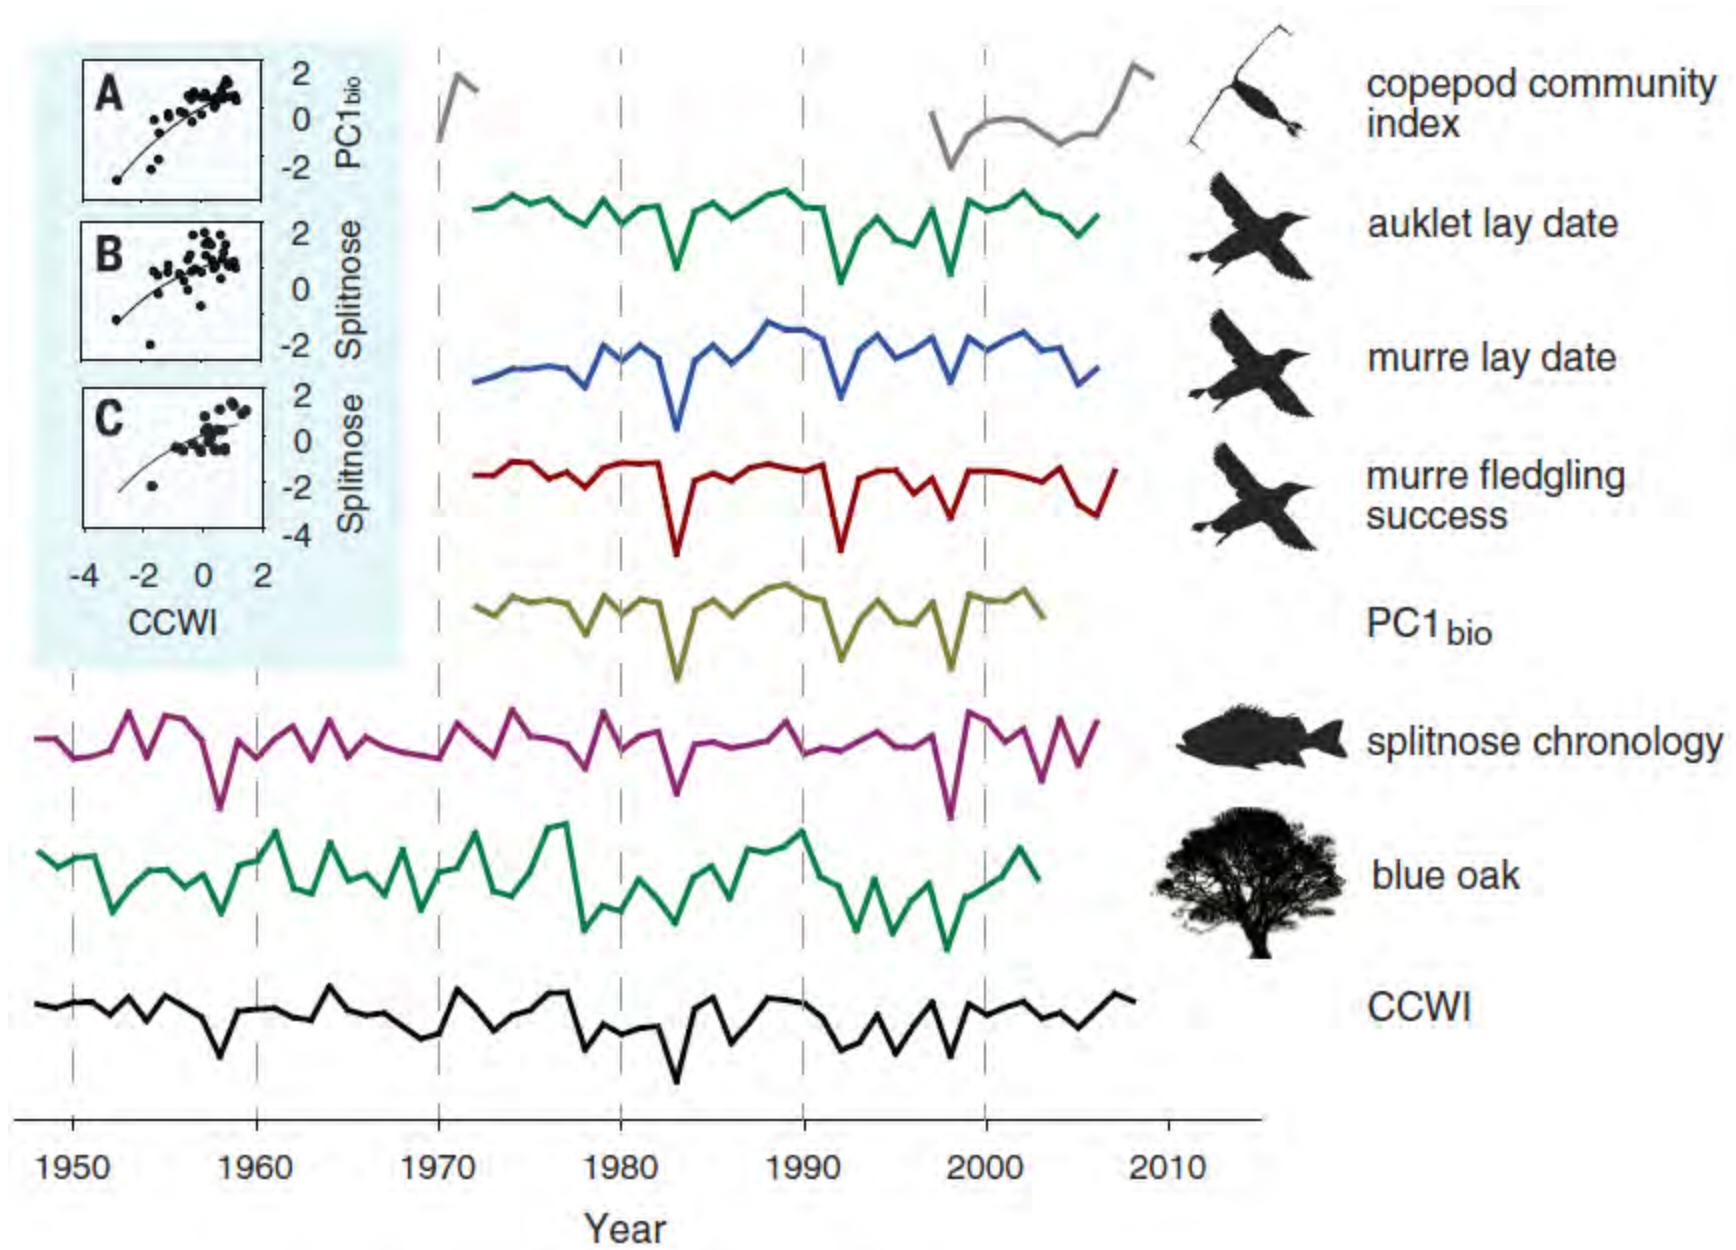 A
2
0
-2
PC1bio
B
2
0
-2
Splitnose
C
2
0
-2
-4
Splitnose
-4 -2 0 2
CCWI
copepod community
index
auklet lay date
murre lay date
murre fledgling
success
PC1bio
splitnose chronology
blue oak
CCWI
1950 1960 1970 1980 1990 2000 2010
Year